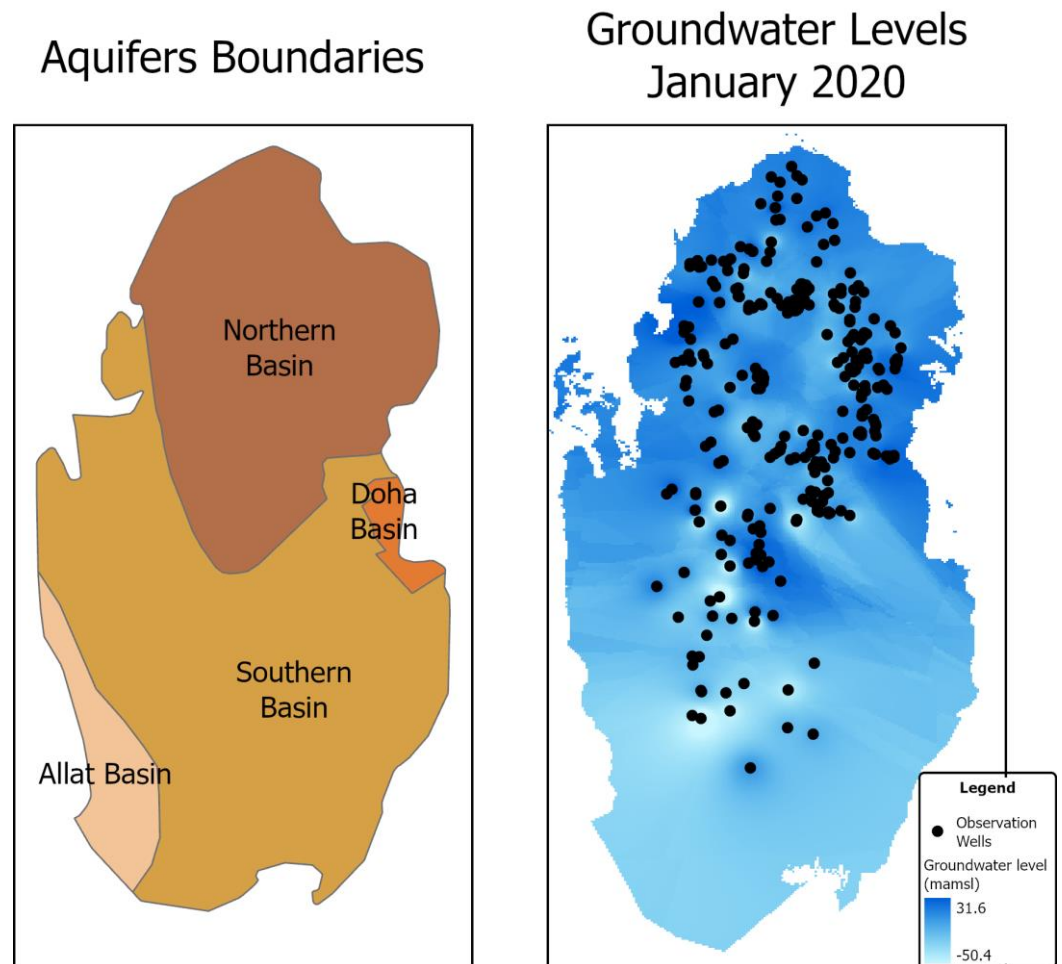 Aquifers Boundaries
Northern
Basin
Doha
Basin
Southern
Basin
Allat Basin
Groundwater Levels
January 2020
Legend
Observation
Wells
Groundwater level
(mamsl)
31.6
-50.4